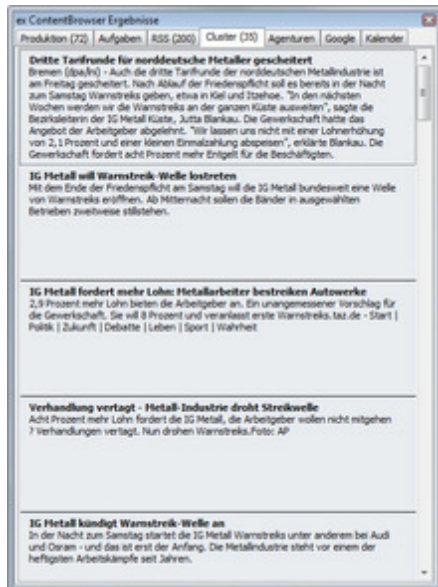 ex ContentBrowser Ergebnisse
Produktion (72) Aufgaben RSS (200) Cluster (35) Agenturen Google Kalender
Dritte Tarifrunde für norddeutsche Metaller gescheitert
Bremen (dpa/lni) - Auch die dritte Tarifrunde der norddeutschen Metallindustrie ist
am Freitag gescheitert. Nach Ablauf der Friedenspflicht soll es bereits in der Nacht
zum Samstag Warnstreiks geben, etwa in Kiel und Itzehoe. "In den nächsten
Wochen werden wir die Warnstreiks an der ganzen Küste ausweiten", sagte die
Bezirksleiterin der IG Metall Küste, Jutta Blankau. Die Gewerkschaft hatte das
Angebot der Arbeitgeber abgelehnt. "Wir lassen uns nicht mit einer Lohnerhöhung
von 2,1 Prozent und einer kleinen Einmalzahlung abspeisen", erklärte Blankau. Die
Gewerkschaft fordert acht Prozent mehr Entgelt für die Beschäftigten.
IG Metall will Warnstreik-Welle lostreten
Mit dem Ende der Friedenspflicht am Samstag will die IG Metall bundesweit eine Welle
von Warnstreiks eröffnen. Ab Mitternacht sollen die Bänder in ausgewählten
Betrieben zweitweise stillstehen.
IG Metall fordert mehr Lohn: Metallarbeiter bestreiken Autowerke
2,9 Prozent mehr Lohn bieten die Arbeitgeber an. Ein unangemessener Vorschlag für
die Gewerkschaft. Sie will 8 Prozent und veranlasst erste Warnstreiks.taz.de - Start |
Politik | Zukunft | Debatte | Leben | Sport | Wahrheit
Verhandlung vertagt - Metall-Industrie droht Streikwelle
Acht Prozent mehr Lohn fordert die IG Metall, die Arbeitgeber wollen nicht mitgehen
? Verhandlungen vertagt. Nun drohen Warnstreiks.Foto: AP
IG Metall kündigt Warnstreik-Welle an
In der Nacht zum Samstag startet die IG Metall Warnstreiks unter anderem bei Audi
und Osram - und das ist erst der Anfang. Die Metallindustrie steht vor einem der
heftigsten Arbeitskämpfe seit Jahren.